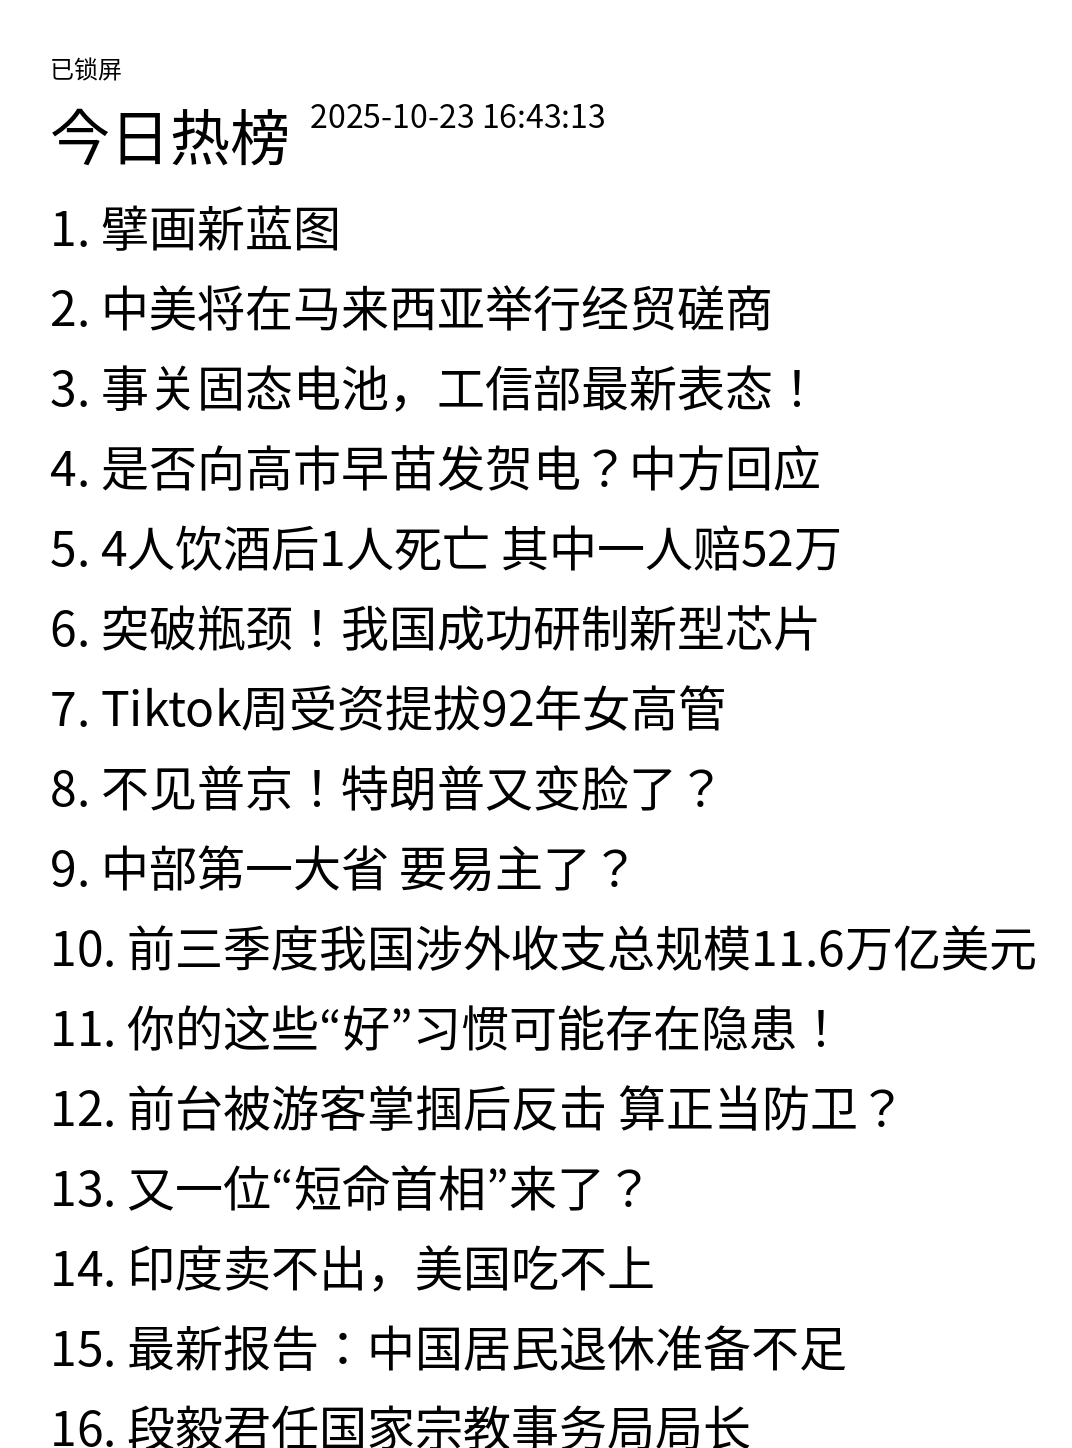 已锁屏
今日热榜 2025-10-23 16:43:13
1. 擘画新蓝图
2. 中美将在马来西亚举行经贸磋商
3. 事关固态电池，工信部最新表态！
4. 是否向高市早苗发贺电？中方回应
5. 4人饮酒后1人死亡 其中一人赔52万
6. 突破瓶颈！我国成功研制新型芯片
7. Tiktok周受资提拔92年女高管
8. 不见普京！特朗普又变脸了？
9. 中部第一大省 要易主了？
10. 前三季度我国涉外收支总规模11.6万亿美元
11. 你的这些“好”习惯可能存在隐患！
12. 前台被游客掌掴后反击 算正当防卫？
13. 又一位“短命首相”来了？
14. 印度卖不出，美国吃不上
15. 最新报告：中国居民退休准备不足
16. 段毅君任国家宗教事务局局长